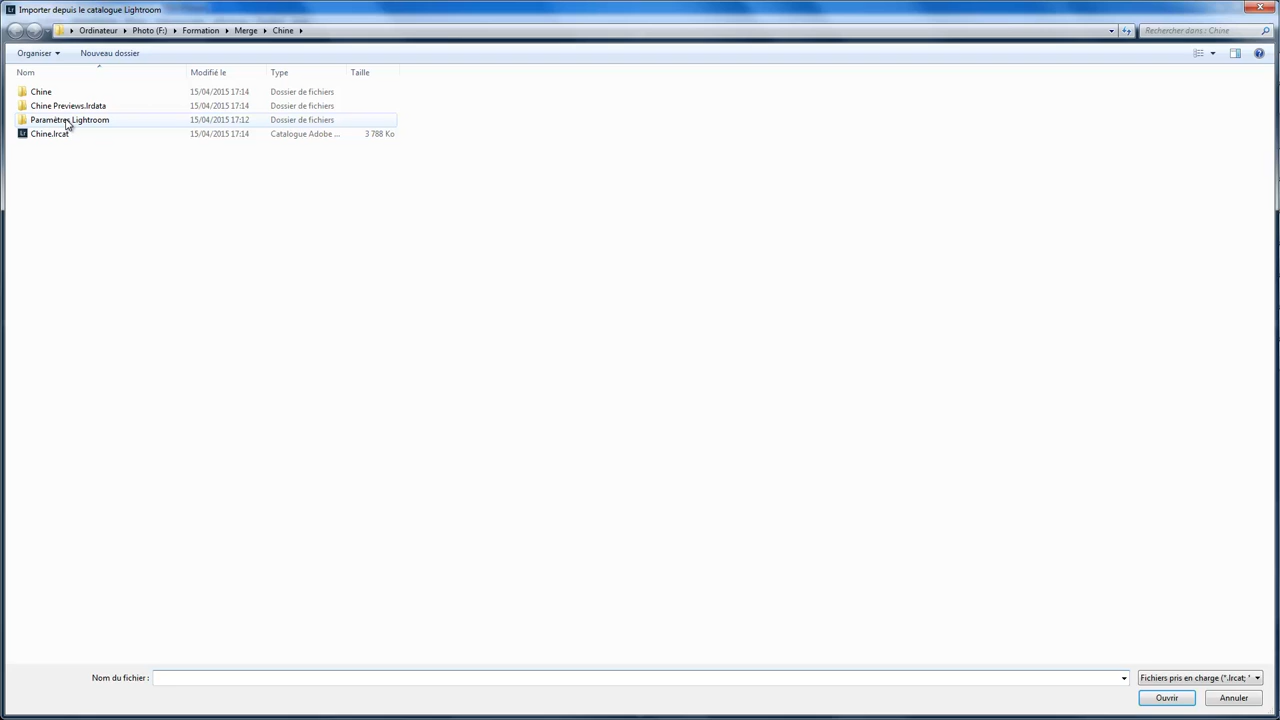 Importer depuis le catalogue Lightroom
Ordinateur Photo (F:) Formation Merge Chine
Rechercher dans : Chine
Organiser Nouveau dossier
Nom Modifié le Type Taille
Chine 15/04/2015 17:14 Dossier de fichiers
Chine Previews.lrdata 15/04/2015 17:14 Dossier de fichiers
Paramètres Lightroom 15/04/2015 17:12 Dossier de fichiers
Chine.lrcat 15/04/2015 17:14 Catalogue Adobe ... 3 788 Ko
Nom du fichier :
Fichiers pris en charge (*.lrcat; *
Ouvrir Annuler